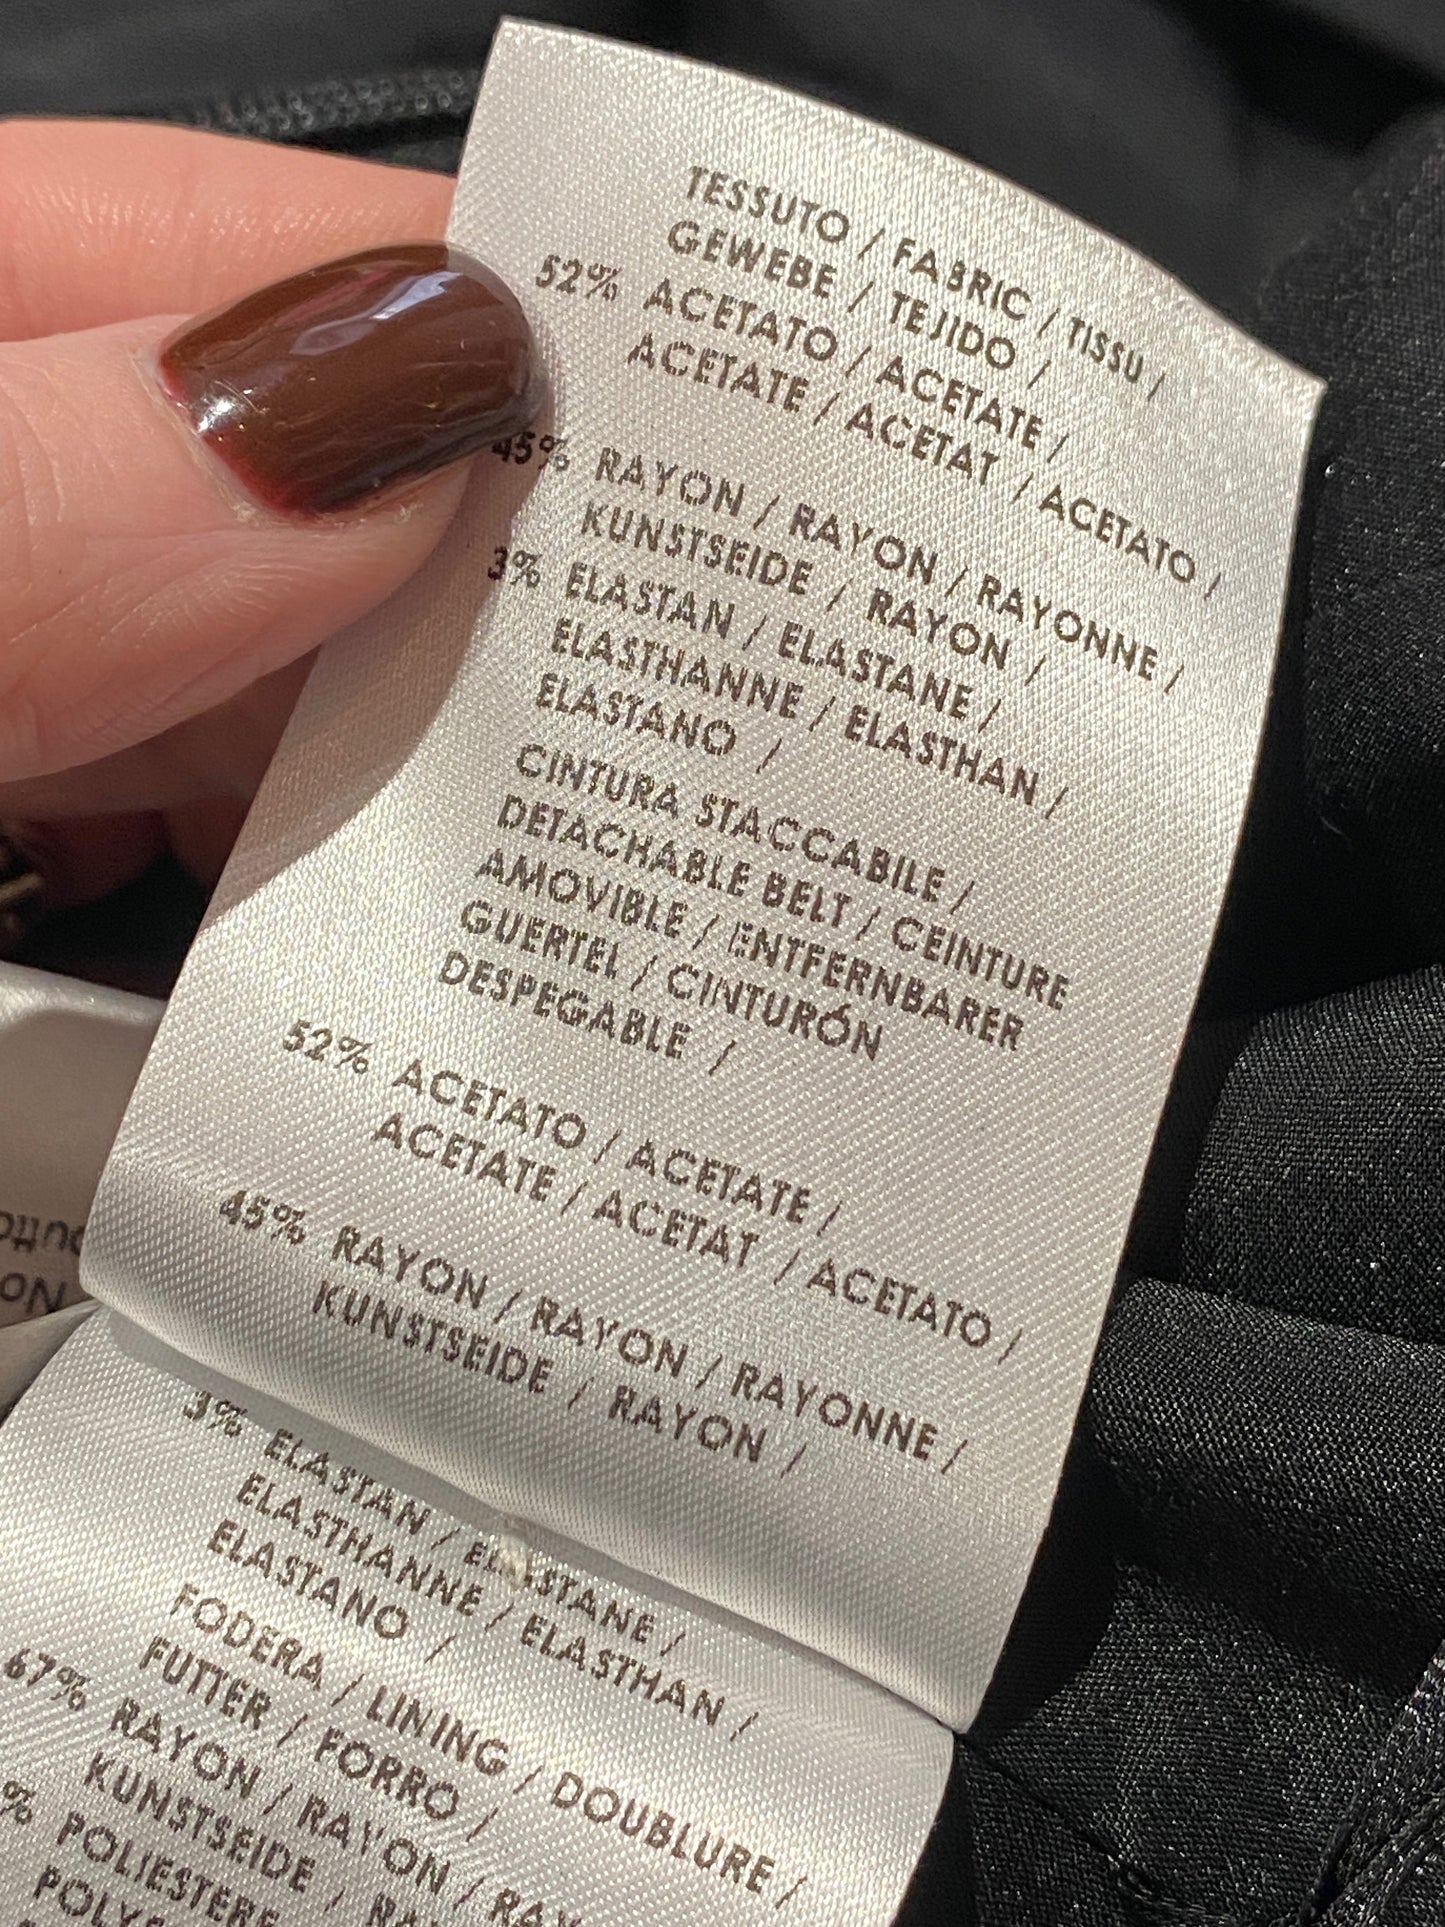 TESSUTO / FABRIC / TISSU /
GEWEBE / TEJIDO /
52% ACETATO / ACETATE /
ACETATE / ACETAT / ACETATO /
45% RAYON / RAYON / RAYONNE /
KUNSTSEIDE / RAYON /
3% ELASTAN / ELASTANE /
ELASTHANNE / ELASTHAN /
ELASTANO /
CINTURA STACCABILE /
DETACHABLE BELT / CEINTURE
AMOVIBLE / ENTFERNBARER
GUERTEL / CINTURÓN
DESPEGABLE /
52% ACETATO / ACETATE /
ACETATE / ACETAT / ACETATO /
45% RAYON / RAYON / RAYONNE /
KUNSTSEIDE / RAYON /
3% ELASTAN / ELASTANE /
ELASTHANNE / ELASTHAN /
ELASTANO /
FODERA / LINING / DOUBLURE /
FUTTER / FORRO /
67% RAYON / RAYON /
KUNSTSEIDE /
% POLIESTERE
No